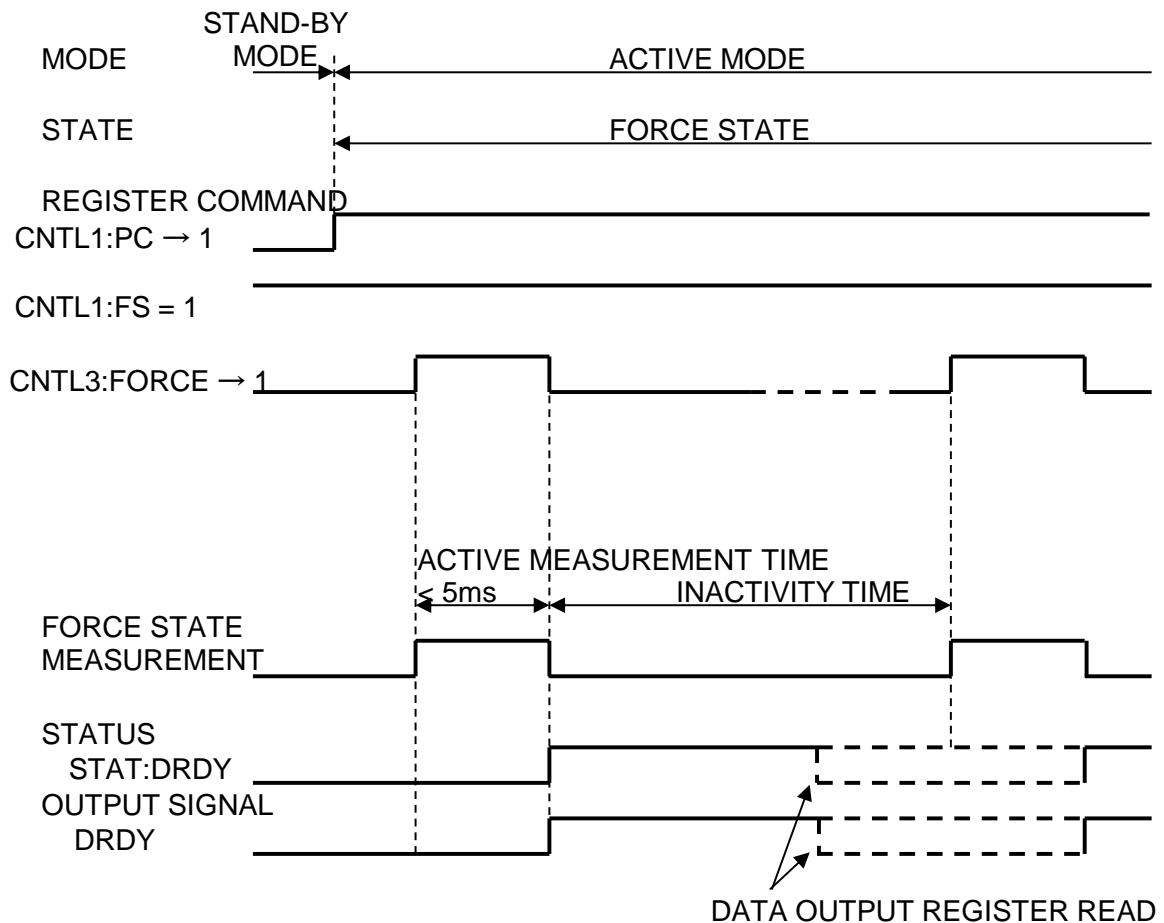 STAND-BY
MODE
MODE
ACTIVE MODE
STATE
FORCE STATE
REGISTER COMMAND
CNTL1:PC → 1
CNTL1:FS = 1
CNTL3:FORCE → 1
ACTIVE MEASUREMENT TIME
< 5ms
INACTIVITY TIME
FORCE STATE
MEASUREMENT
STATUS
STAT:DRDY
OUTPUT SIGNAL
DRDY
DATA OUTPUT REGISTER READ